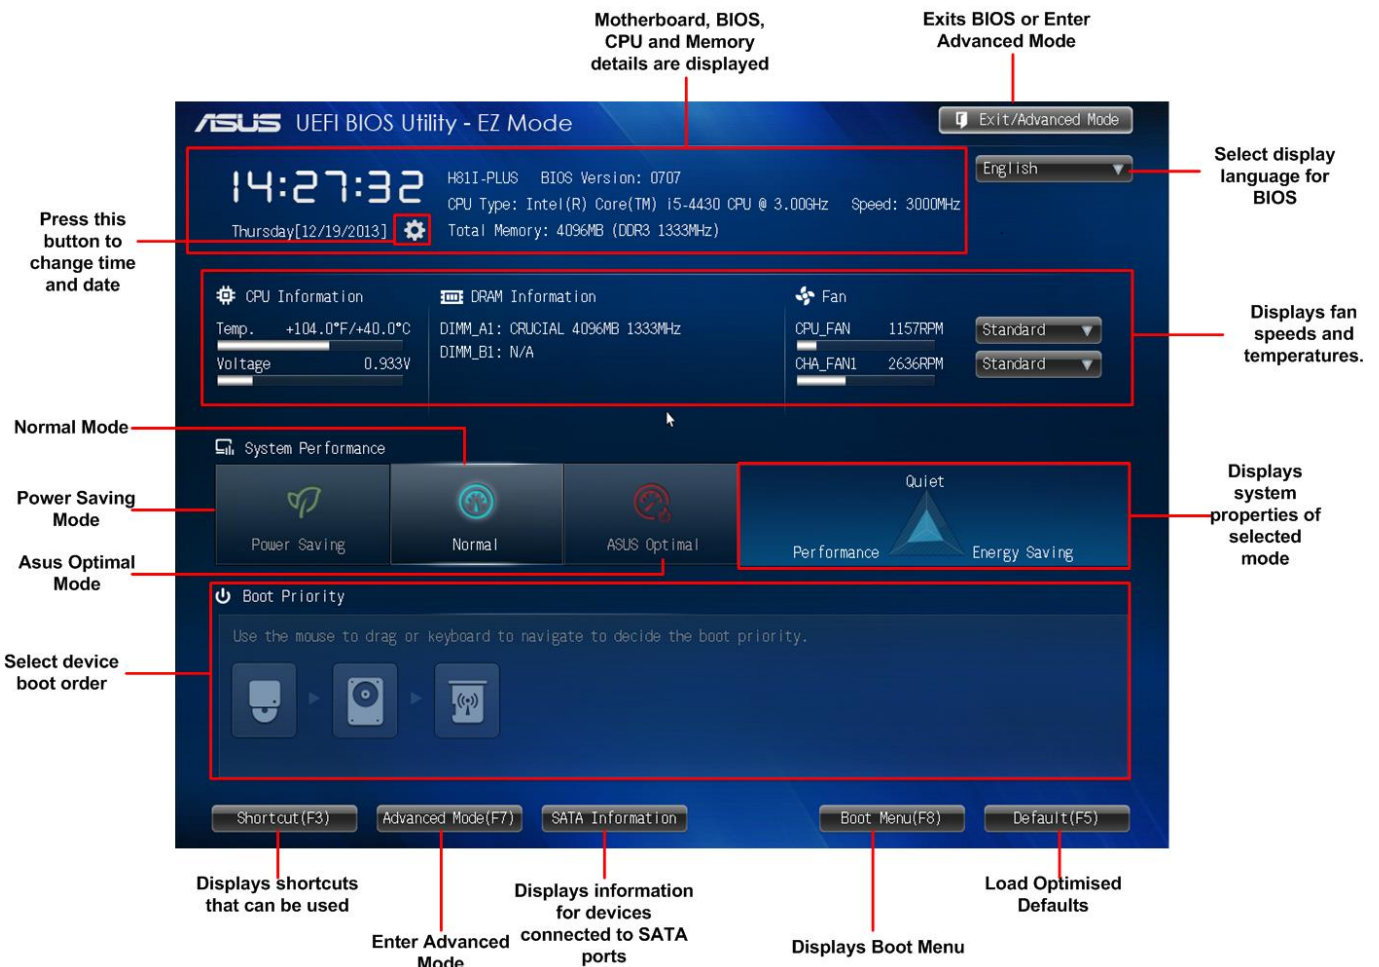 Motherboard, BIOS,
CPU and Memory
details are displayed
Exits BIOS or Enter
Advanced Mode
ASUS UEFI BIOS Utility - EZ Mode
Exit/Advanced Mode
English
Select display
language for
BIOS
14:27:32
Thursday[12/19/2013]
H81I-PLUS BIOS Version: 0707
CPU Type: Intel(R) Core(TM) i5-4430 CPU @ 3.00GHz Speed: 3000MHz
Total Memory: 4096MB (DDR3 1333MHz)
Press this
button to
change time
and date
CPU Information
Temp. +104.0°F/+40.0°C
Voltage 0.933V
DRAM Information
DIMM_A1: CRUCIAL 4096MB 1333MHz
DIMM_B1: N/A
Fan
CPU_FAN 1157RPM Standard
CHA_FAN1 2636RPM Standard
Displays fan
speeds and
temperatures.
Normal Mode
System Performance
Power Saving
Mode
Asus Optimal
Mode
Power Saving
Normal
ASUS Optimal
Quiet
Performance
Energy Saving
Displays
system
properties of
selected
mode
Boot Priority
Use the mouse to drag or keyboard to navigate to decide the boot priority.
Select device
boot order
Shortcut(F3)
Advanced Mode(F7)
SATA Information
Boot Menu(F8)
Default(F5)
Displays shortcuts
that can be used
Enter Advanced
Mode
Displays information
for devices
connected to SATA
ports
Displays Boot Menu
Load Optimised
Defaults